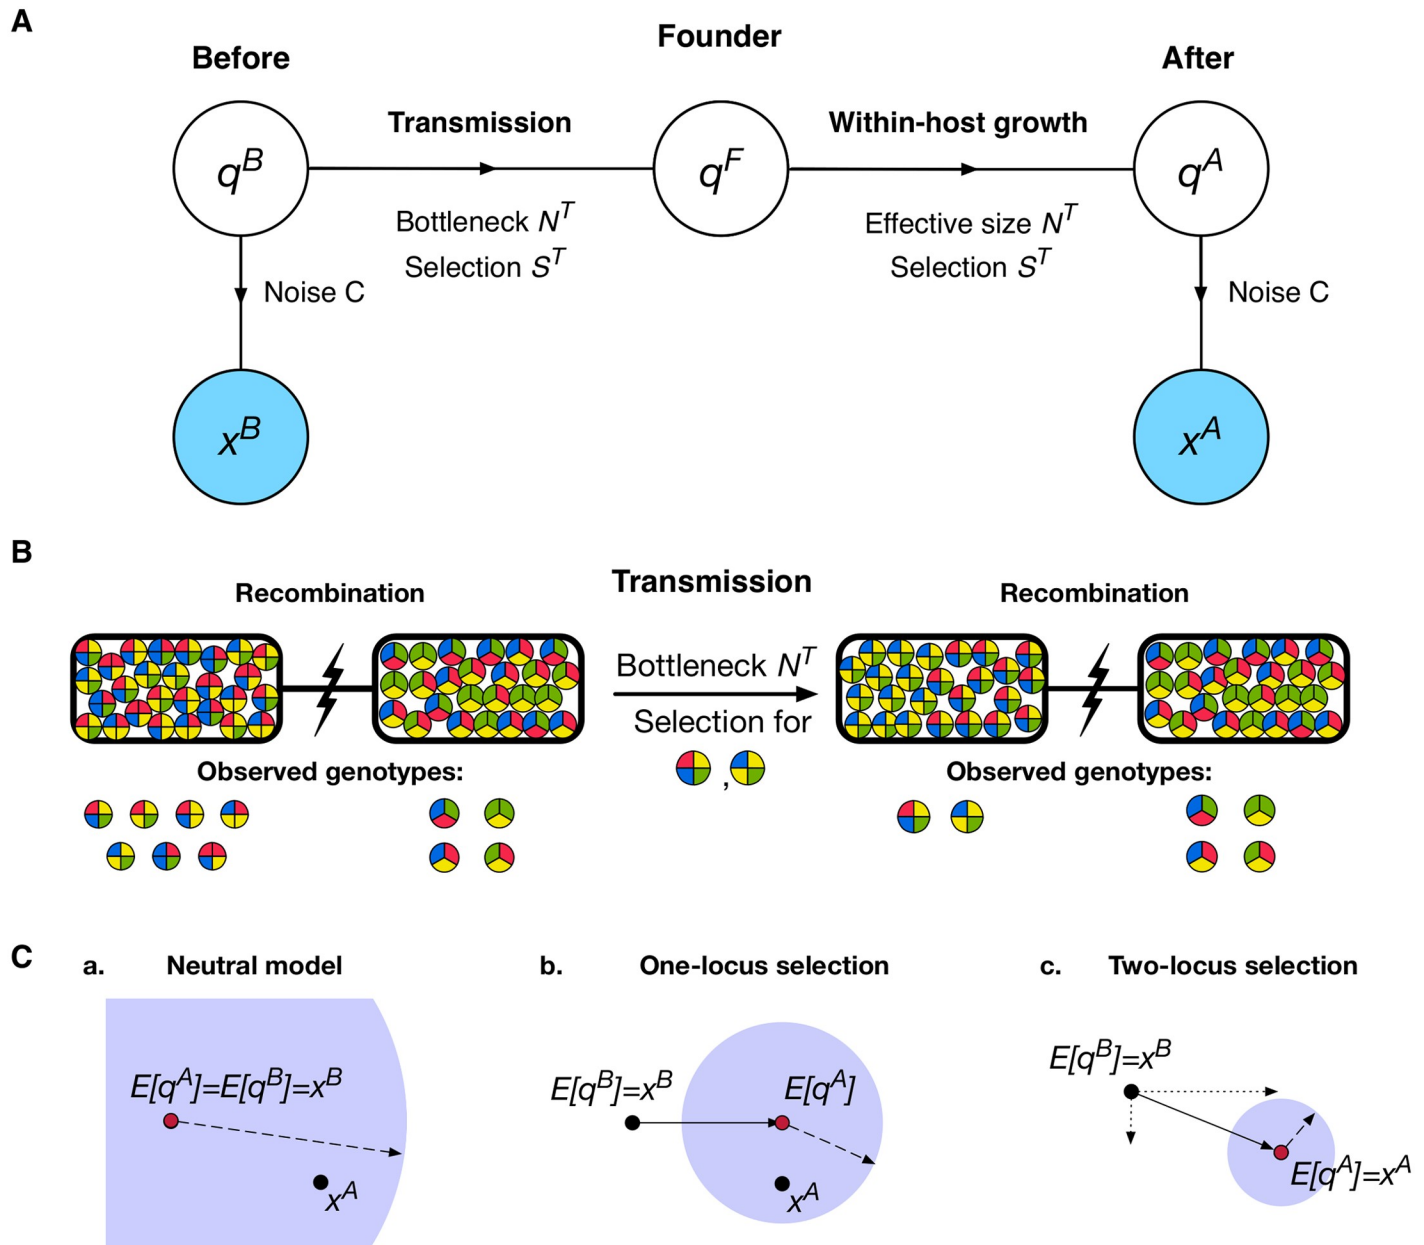 A
Before
Founder
After
Transmission
Within-host growth
q^B
q^F
q^A
Bottleneck N^T
Effective size N^T
Selection S^T
Selection S^T
Noise C
Noise C
x^B
x^A
B
Recombination
Transmission
Recombination
Bottleneck N^T
Selection for
,
Observed genotypes:
Observed genotypes:
C
a. Neutral model
b. One-locus selection
c. Two-locus selection
E[q^A]=E[q^B]=x^B
x^A
E[q^B]=x^B
E[q^A]
x^A
E[q^B]=x^B
E[q^A]=x^A